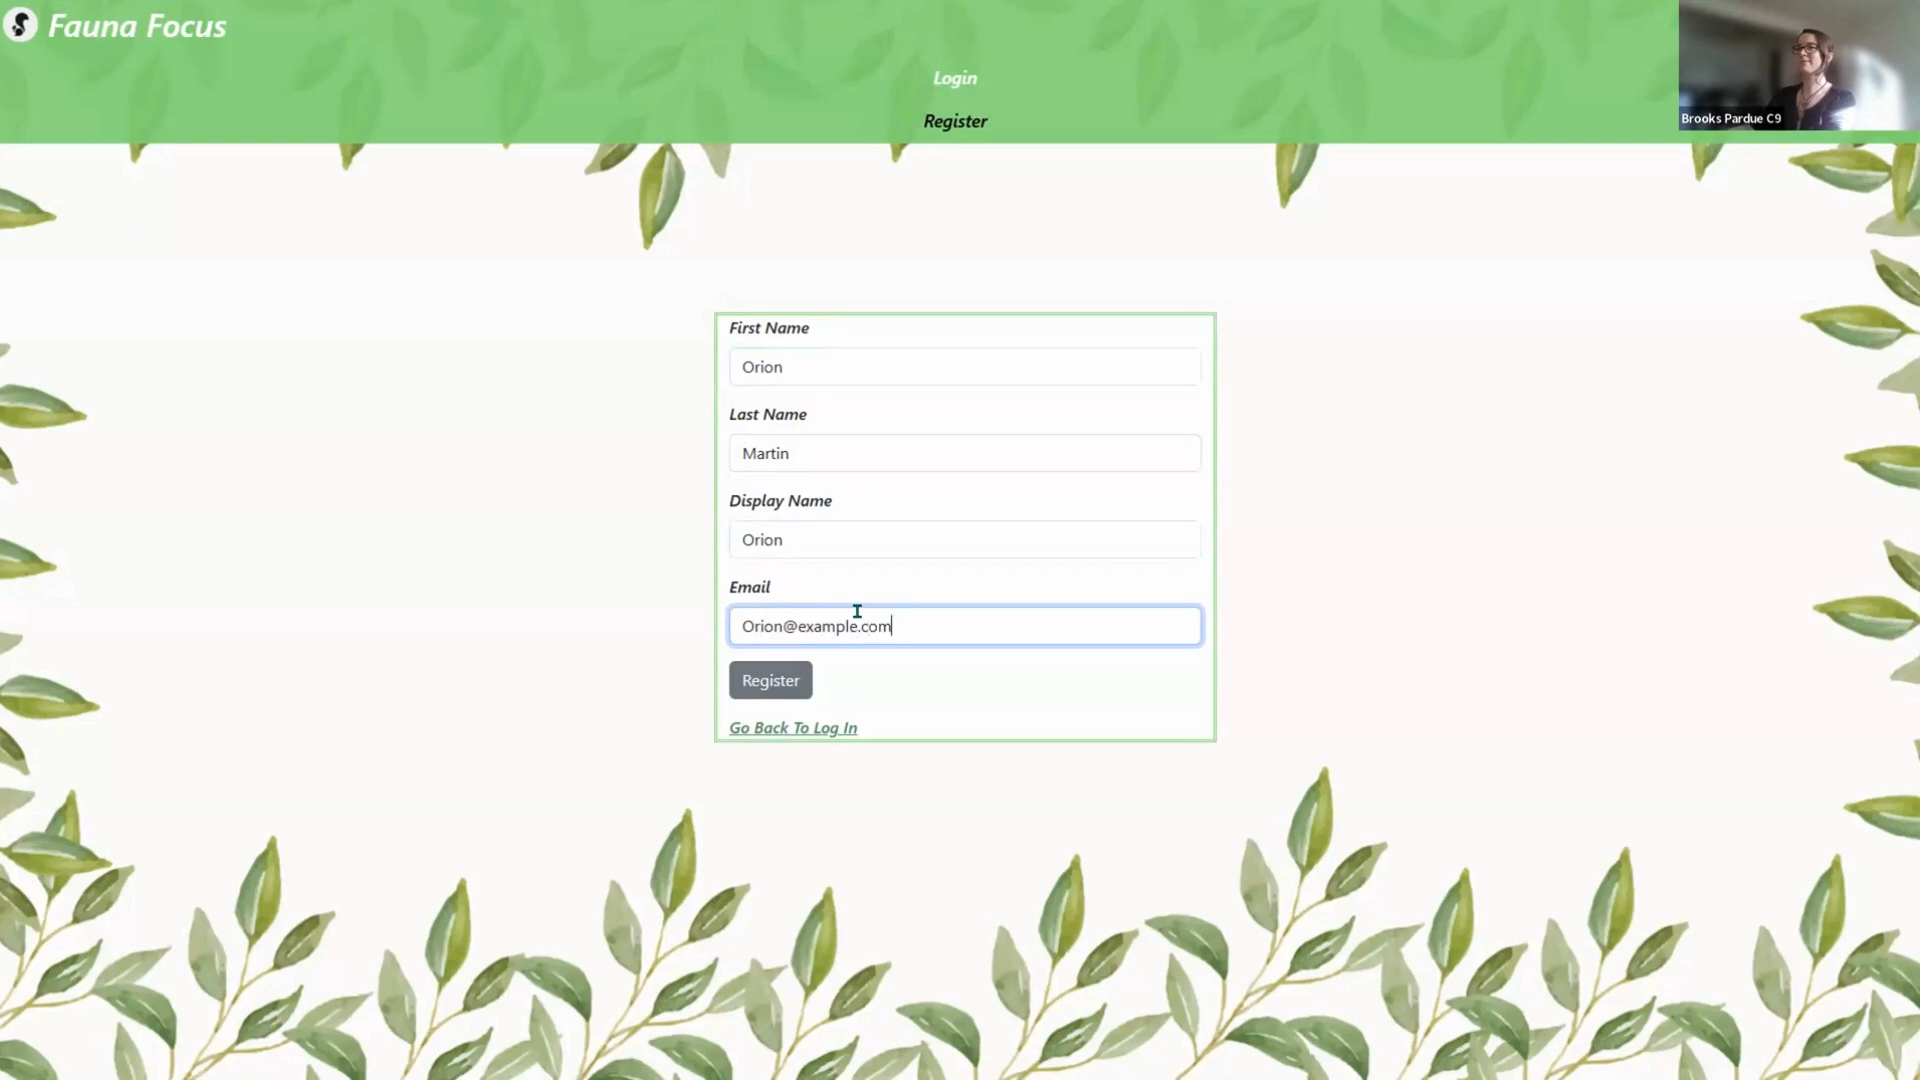 Fauna Focus
Login
Register
Brooks Pardue C9
First Name
Orion
Last Name
Martin
Display Name
Orion
Email
Orion@example.com
Register
Go Back To Log In